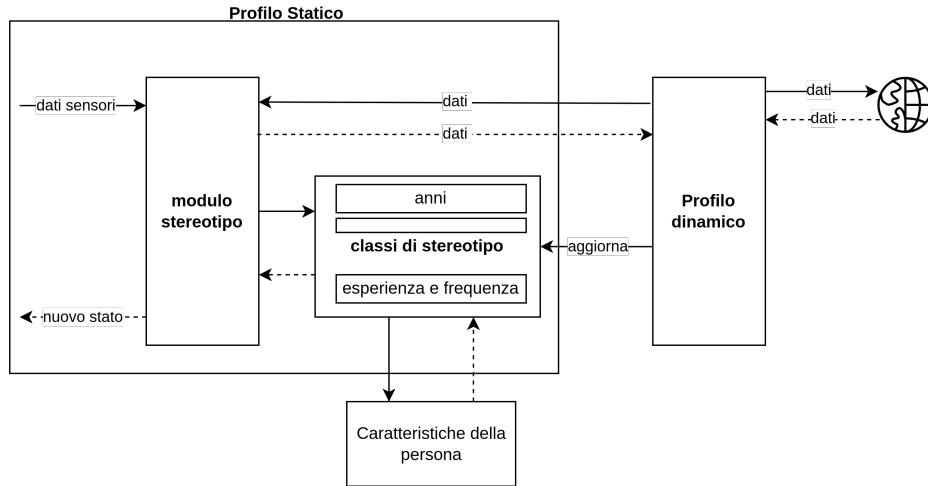 Profilo Statico
dati sensori
dati
dati
dati
dati
modulo
stereotipo
anni
classi di stereotipo
esperienza e frequenza
aggiorna
Profilo
dinamico
nuovo stato
Caratteristiche della
persona